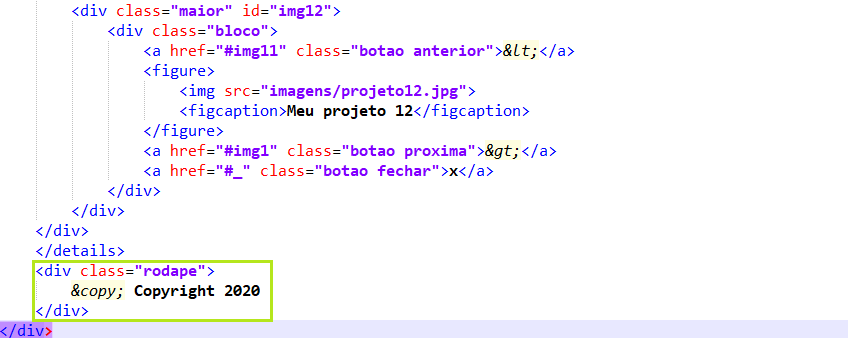 <div class="maior" id="img12">
<div class="bloco">
<a href="#img11" class="botao anterior">&lt;</a>
<figure>
<img src="imagens/projeto12.jpg">
<figcaption>Meu projeto 12</figcaption>
</figure>
<a href="#img1" class="botao proxima">&gt;</a>
<a href="#_" class="botao fechar">x</a>
</div>
</div>
</div>
</details>
<div class="rodape">
&copy; Copyright 2020
</div>
</div>